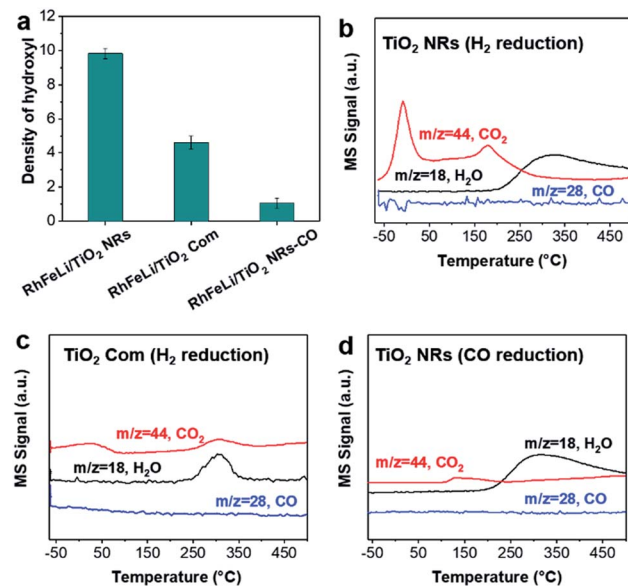 a
12
10
8
6
4
2
0
Density of hydroxyl
RhFeLi/TiO₂ NRs
RhFeLi/TiO₂ Com
RhFeLi/TiO₂ NRs-CO
b
TiO₂ NRs (H₂ reduction)
m/z=44, CO₂
m/z=18, H₂O
m/z=28, CO
MS Signal (a.u.)
-50 50 150 250 350 450
Temperature (°C)
c
TiO₂ Com (H₂ reduction)
m/z=44, CO₂
m/z=18, H₂O
m/z=28, CO
MS Signal (a.u.)
-50 50 150 250 350 450
Temperature (°C)
d
TiO₂ NRs (CO reduction)
m/z=18, H₂O
m/z=44, CO₂
m/z=28, CO
MS Signal (a.u.)
-50 50 150 250 350 450
Temperature (°C)